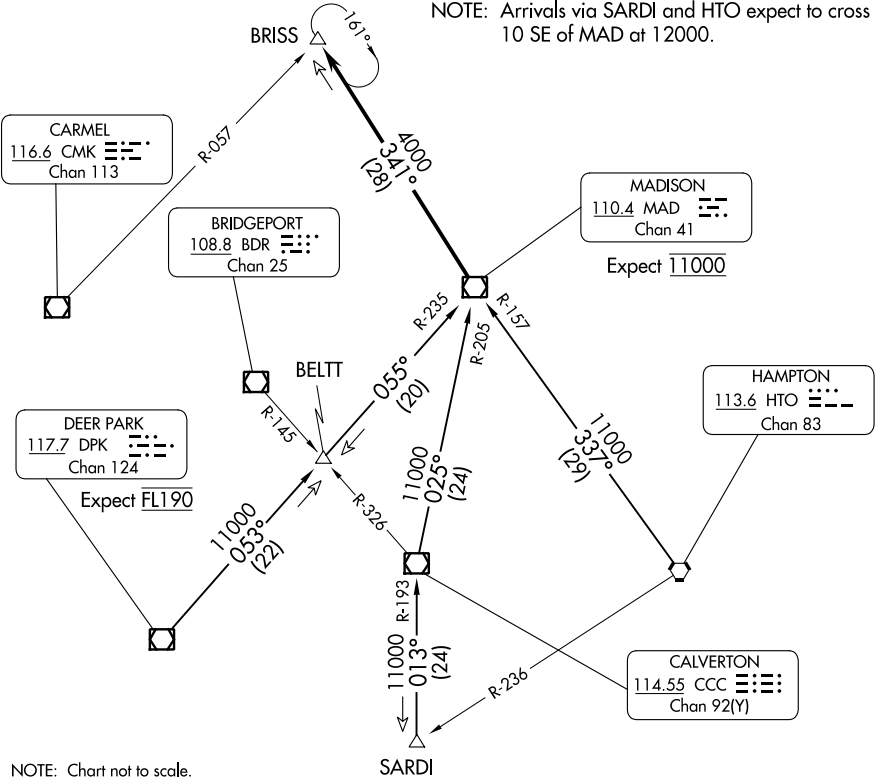 NOTE: Arrivals via SARDI and HTO expect to cross
10 SE of MAD at 12000.
BRISS
161°
R-057
CARMEL
116.6 CMK
Chan 113
4000
341°
(28)
MADISON
110.4 MAD
Chan 41
Expect 11000
BRIDGEPORT
108.8 BDR
Chan 25
R-235
R-205
R-157
055°
(20)
BELTT
R-145
HAMPTON
113.6 HTO
Chan 83
DEER PARK
117.7 DPK
Chan 124
Expect FL190
11000
053°
(22)
R-326
11000
025°
(24)
11000
337°
(29)
R-193
11000
013°
(24)
R-236
CALVERTON
114.55 CCC
Chan 92(Y)
SARDI
NOTE: Chart not to scale.